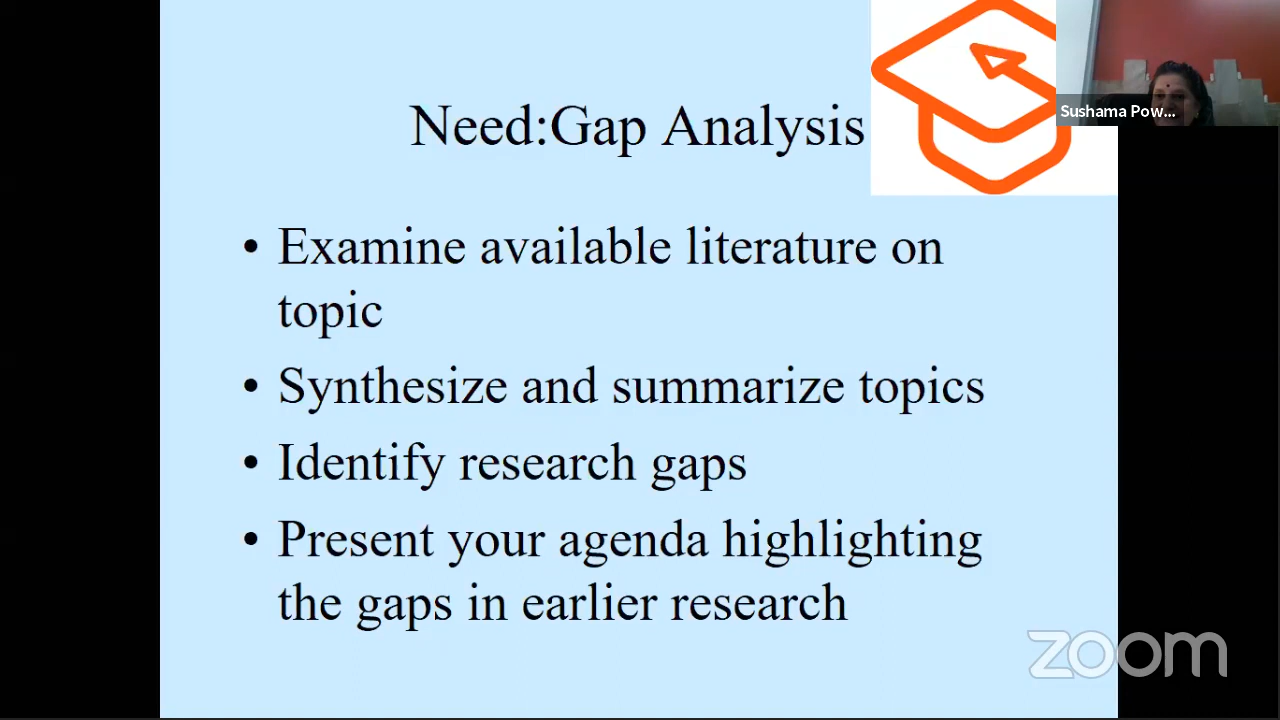 Need:Gap Analysis
Sushama Pow...
• Examine available literature on
topic
• Synthesize and summarize topics
• Identify research gaps
• Present your agenda highlighting
the gaps in earlier research
zoom